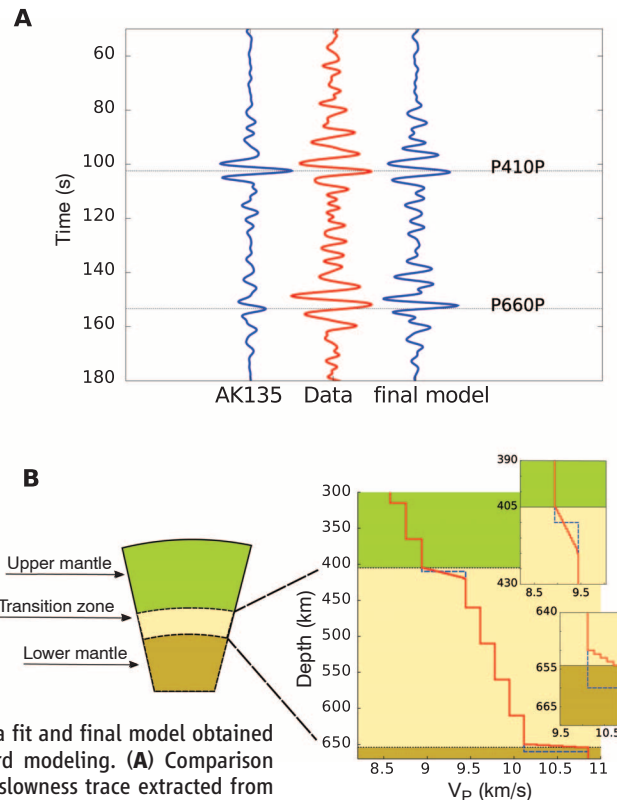 A
60
80
100
120
140
160
180
Time (s)
P410P
P660P
AK135 Data final model
B
Upper mantle
Transition zone
Lower mantle
300
350
400
450
500
550
600
650
Depth (km)
8.5 9 9.5 10 10.5 11
VP (km/s)
390
405
430
8.5 9.5
640
655
665
9.5 10.5
a fit and final model obtained
rd modeling. (A) Comparison
slowness trace extracted from